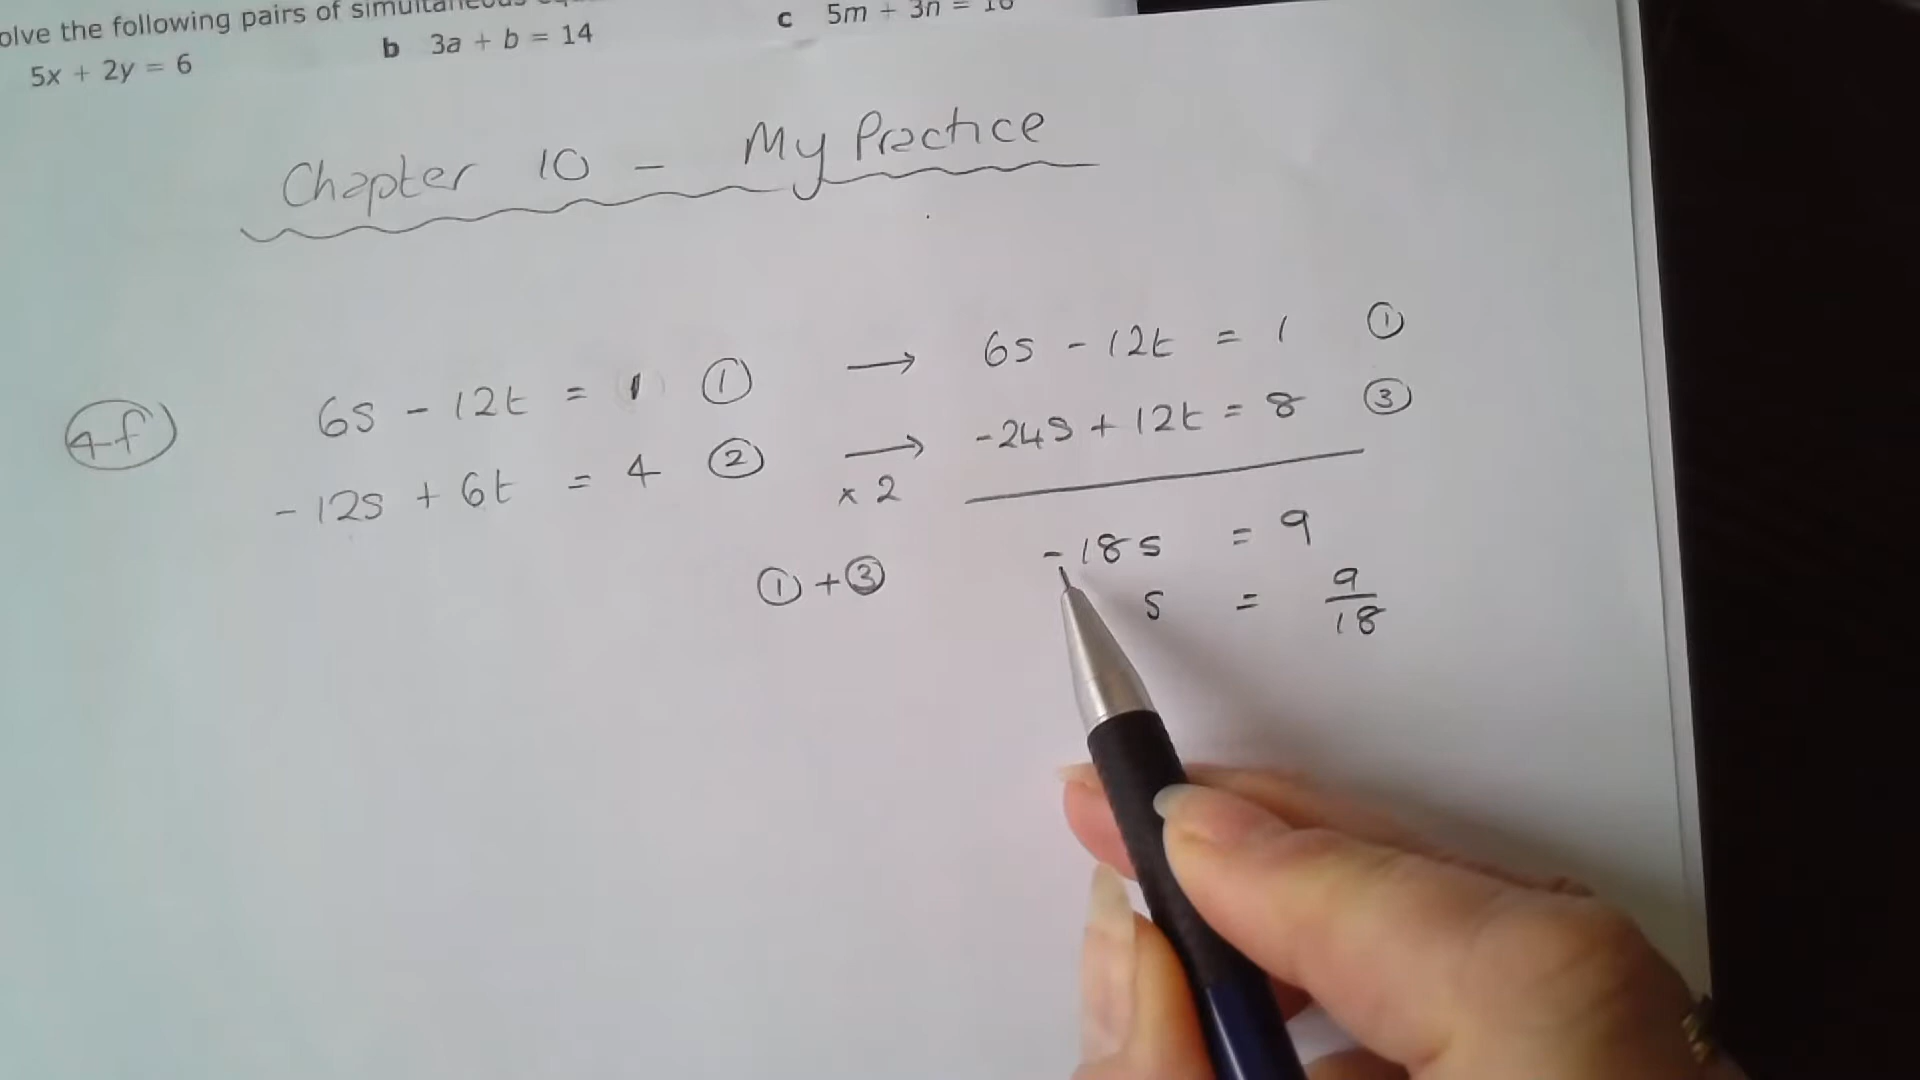 olve the following pairs of simultaneous
5x + 2y = 6
b 3a + b = 14
c 5m + 3n = 10
Chapter 10 - My Practice
4f
6s - 12t = 1 ①
-12s + 6t = 4 ②
→ 6s - 12t = 1 ①
→ -24s + 12t = 8 ③
× 2
① + ③ -18s = 9
s = 9/18